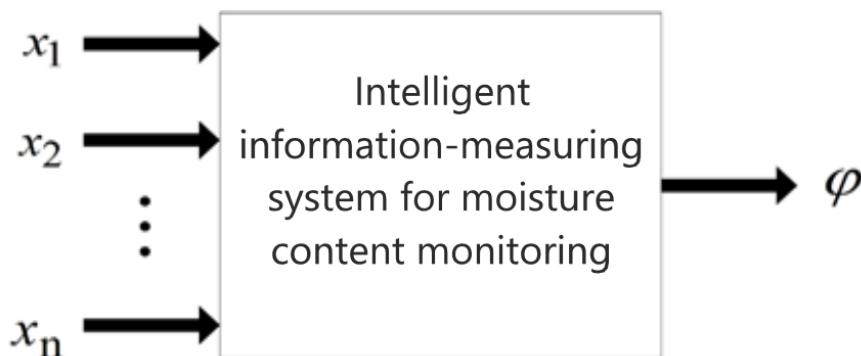 x₁
x₂
⋮
xₙ
Intelligent
information-measuring
system for moisture
content monitoring
φ